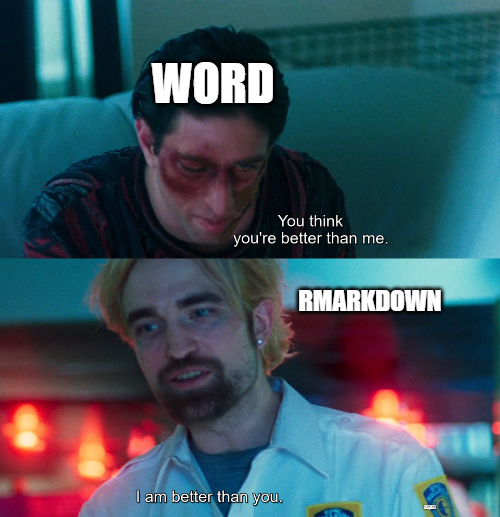 WORD
You think
you're better than me.
RMARKDOWN
I am better than you.